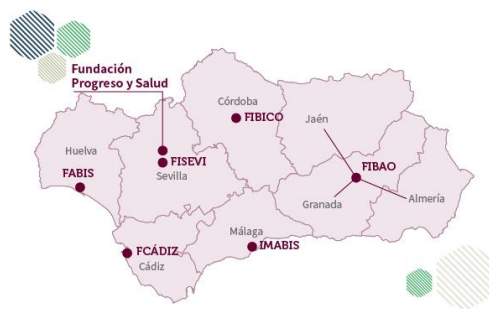 Fundación
Progreso y Salud
Córdoba
FIBICO
Jaén
Huelva
FISEVI
FIBAO
FABIS
Sevilla
Granada
Almería
Málaga
FCÁDIZ
IMABIS
Cádiz